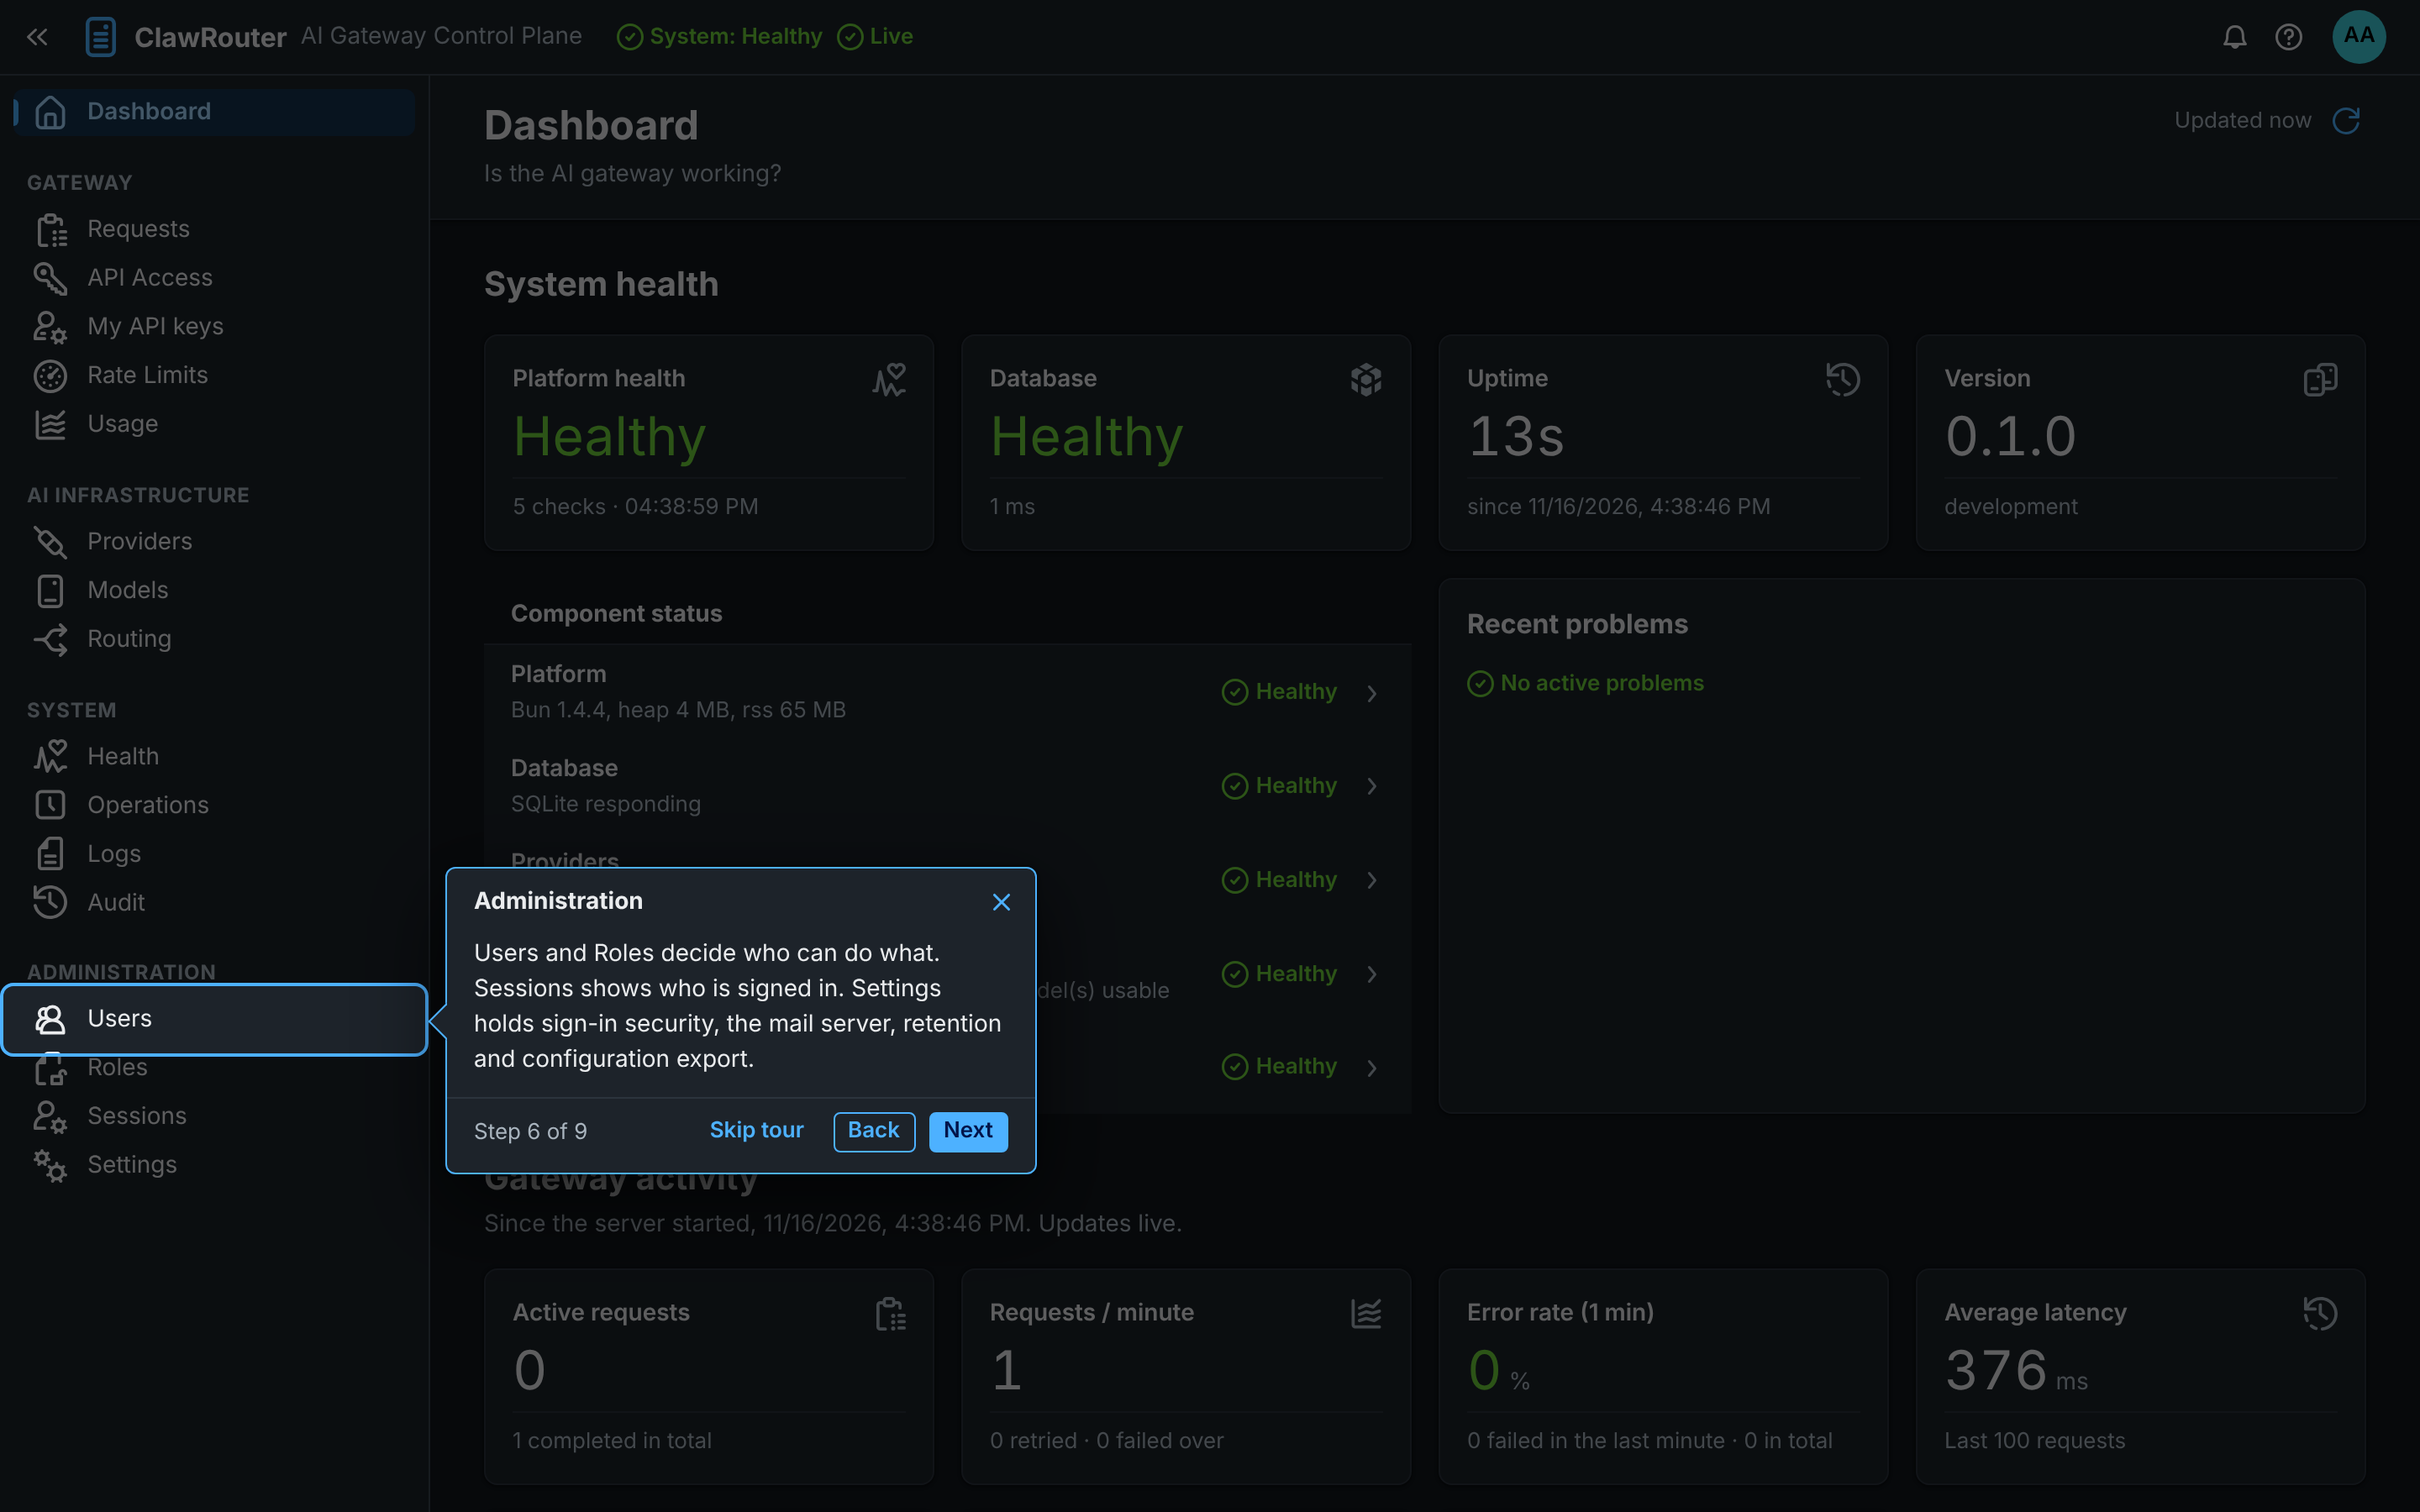 ClawRouter AI Gateway Control Plane System: Healthy Live AA
Dashboard
GATEWAY
Requests
API Access
My API keys
Rate Limits
Usage
AI INFRASTRUCTURE
Providers
Models
Routing
SYSTEM
Health
Operations
Logs
Audit
ADMINISTRATION
Users
Roles
Sessions
Settings
Dashboard
Is the AI gateway working?
Updated now
System health
Platform health
Healthy
5 checks · 04:38:59 PM
Database
Healthy
1 ms
Uptime
13s
since 11/16/2026, 4:38:46 PM
Version
0.1.0
development
Component status
Platform
Bun 1.4.4, heap 4 MB, rss 65 MB
Healthy
Database
SQLite responding
Healthy
Providers
Healthy
del(s) usable
Healthy
Healthy
Recent problems
No active problems
Administration
Users and Roles decide who can do what.
Sessions shows who is signed in. Settings
holds sign-in security, the mail server, retention
and configuration export.
Step 6 of 9
Skip tour
Back
Next
Gateway activity
Since the server started, 11/16/2026, 4:38:46 PM. Updates live.
Active requests
0
1 completed in total
Requests / minute
1
0 retried · 0 failed over
Error rate (1 min)
0 %
0 failed in the last minute · 0 in total
Average latency
376 ms
Last 100 requests